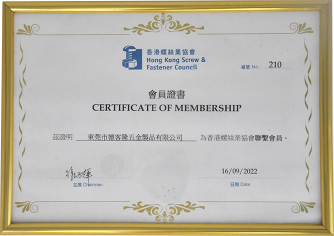 香港螺絲業協會
Hong Kong Screw &
Fastener Council
編號 No. 210
會員證書
CERTIFICATE OF MEMBERSHIP
茲證明 東莞市德客隆五金製品有限公司 為香港螺絲業協會聯繫會員。
16/09/2022
主席 Chairman
日期 Date